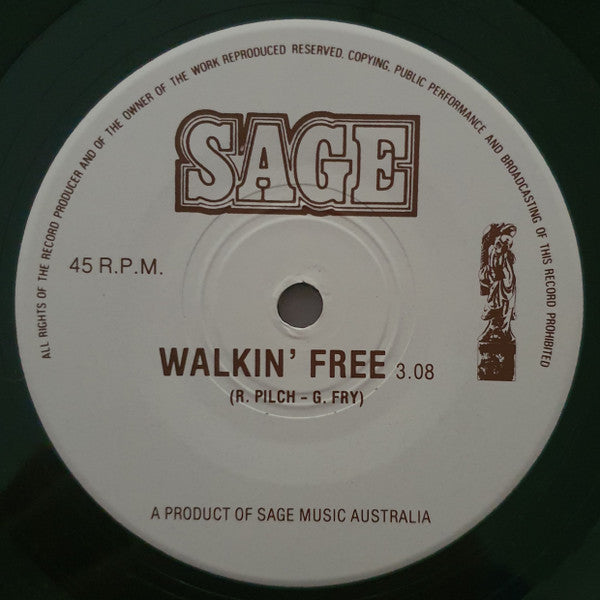 ALL RIGHTS OF THE RECORD PRODUCER AND OF THE OWNER OF THE WORK REPRODUCED RESERVED. COPYING, PUBLIC PERFORMANCE AND BROADCASTING OF THIS RECORD PROHIBITED
SAGE
45 R.P.M.
WALKIN' FREE 3.08
(R. PILCH – G. FRY)
A PRODUCT OF SAGE MUSIC AUSTRALIA